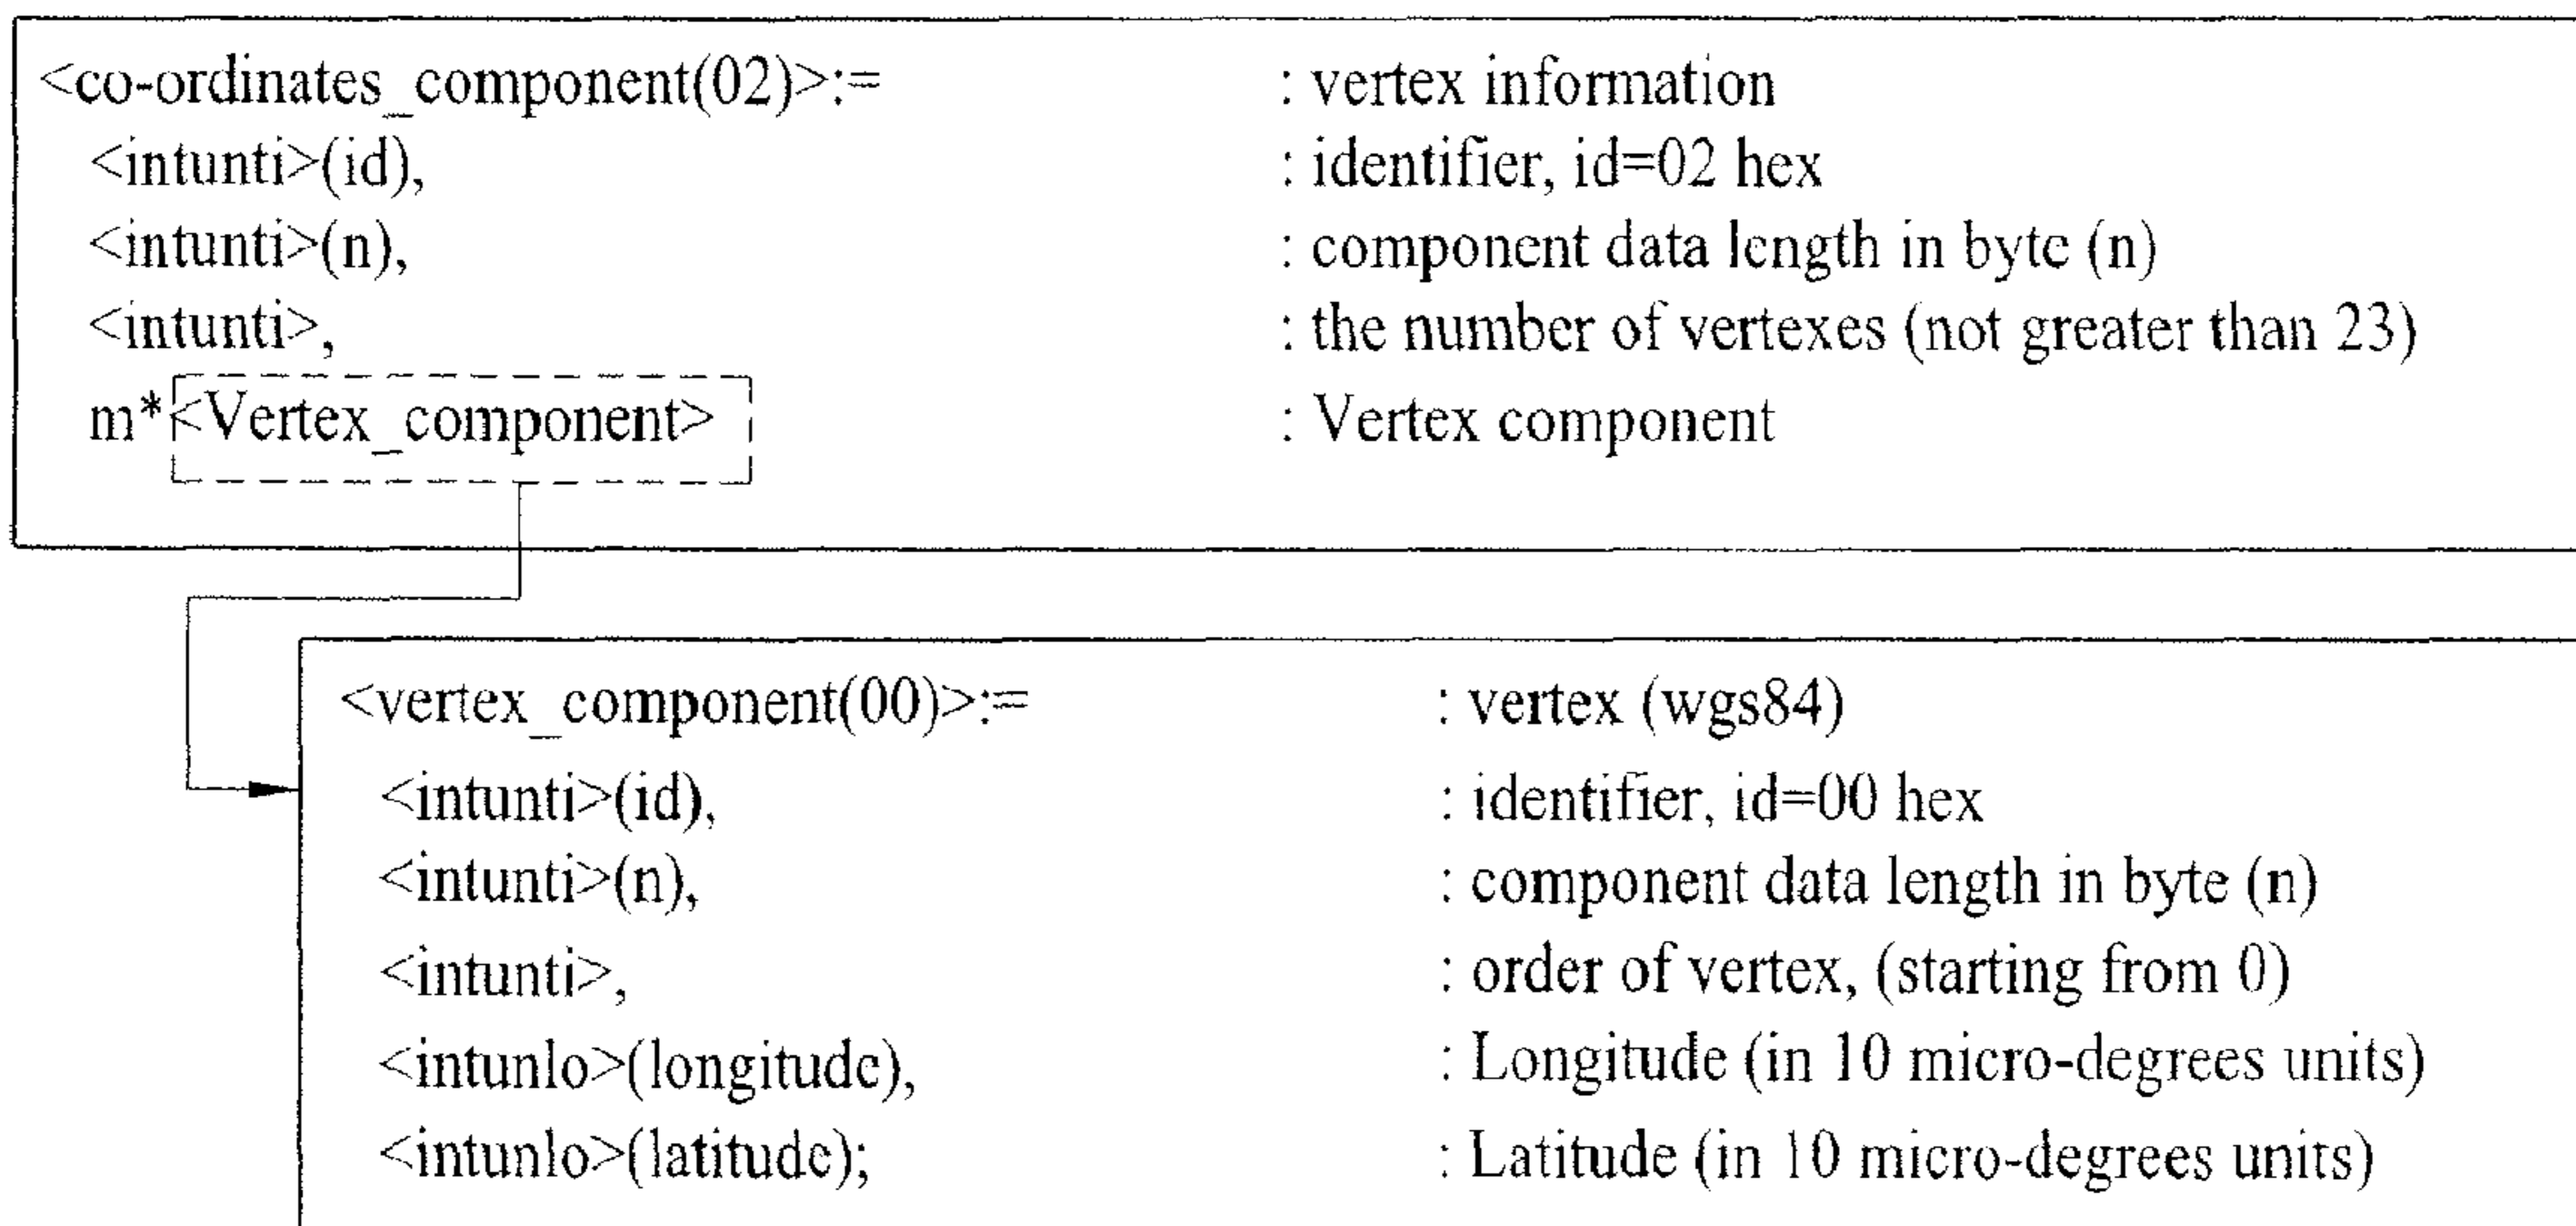 <co-ordinates_component(02)>:= : vertex information
<intunti>(id), : identifier, id=02 hex
<intunti>(n), : component data length in byte (n)
<intunti>, : the number of vertexes (not greater than 23)
m*<Vertex_component> : Vertex component
<vertex_component(00)>:= : vertex (wgs84)
<intunti>(id), : identifier, id=00 hex
<intunti>(n), : component data length in byte (n)
<intunti>, : order of vertex, (starting from 0)
<intunlo>(longitude), : Longitude (in 10 micro-degrees units)
<intunlo>(latitude); : Latitude (in 10 micro-degrees units)